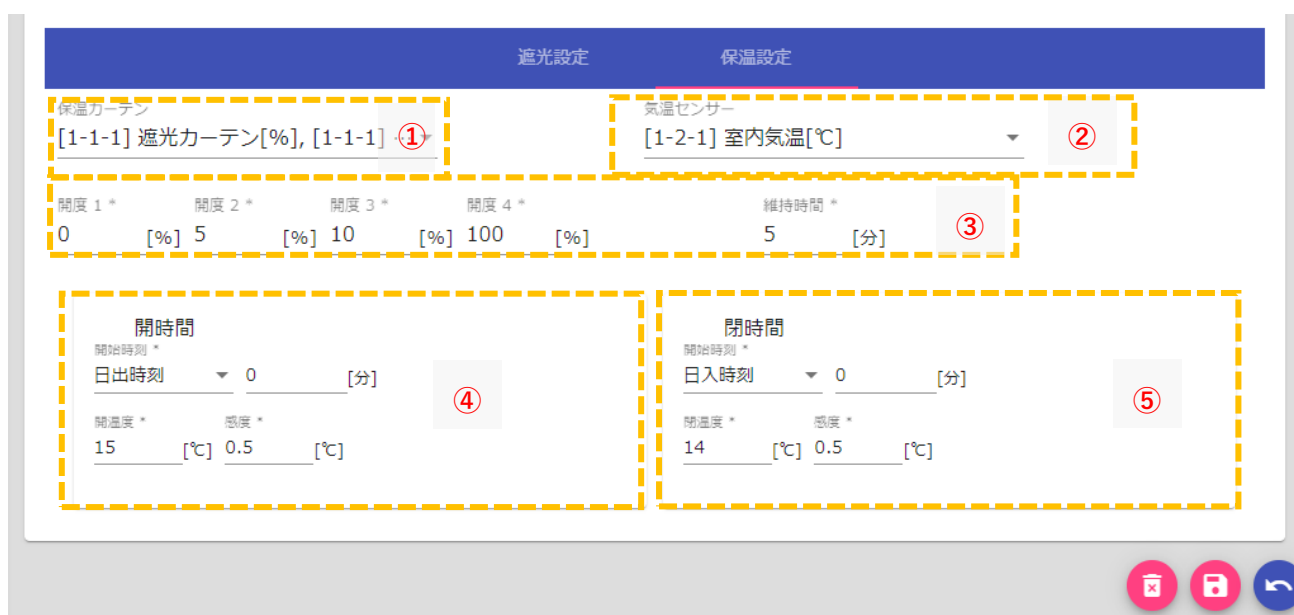 遮光設定 保温設定
保温カーテン 気温センサー
[1-1-1] 遮光カーテン[%], [1-1-1] ... ① [1-2-1] 室内気温[℃] ②
開度 1 * 開度 2 * 開度 3 * 開度 4 * 維持時間 *
0 [%] 5 [%] 10 [%] 100 [%] 5 [分] ③
開時間
開始時刻 *
日出時刻 0 [分]
④
開温度 * 感度 *
15 [℃] 0.5 [℃]
閉時間
開始時刻 *
日入時刻 0 [分]
⑤
閉温度 * 感度 *
14 [℃] 0.5 [℃]